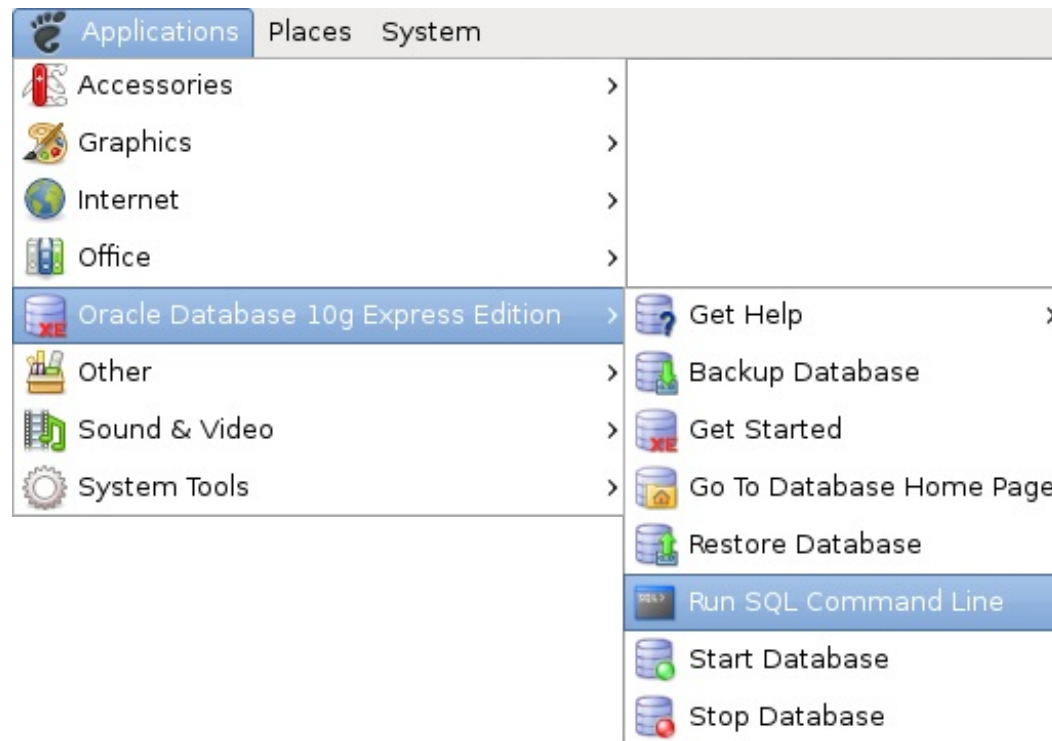 Applications Places System
Accessories
Graphics
Internet
Office
Oracle Database 10g Express Edition
Other
Sound & Video
System Tools
Get Help
Backup Database
Get Started
Go To Database Home Page
Restore Database
Run SQL Command Line
Start Database
Stop Database